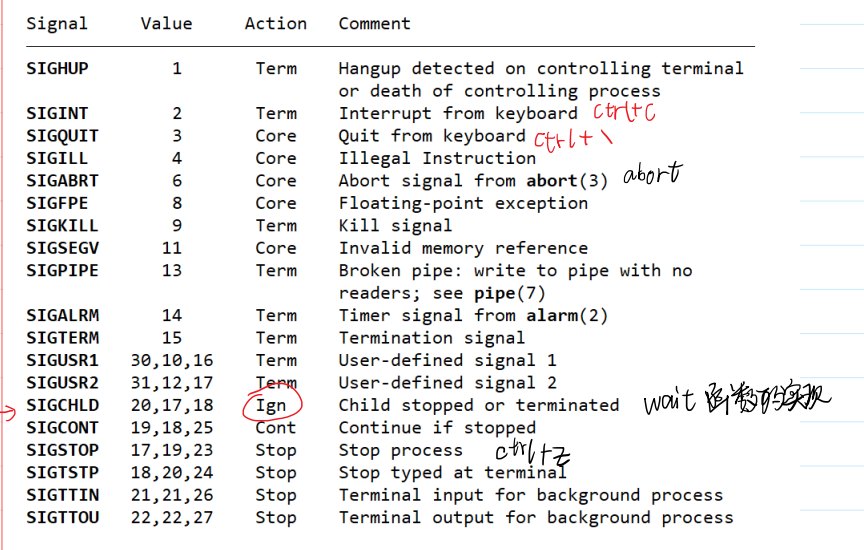 Signal Value Action Comment
SIGHUP 1 Term Hangup detected on controlling terminal
or death of controlling process
SIGINT 2 Term Interrupt from keyboard ctrl+c
SIGQUIT 3 Core Quit from keyboard ctrl+\
SIGILL 4 Core Illegal Instruction
SIGABRT 6 Core Abort signal from abort(3) abort
SIGFPE 8 Core Floating-point exception
SIGKILL 9 Term Kill signal
SIGSEGV 11 Core Invalid memory reference
SIGPIPE 13 Term Broken pipe: write to pipe with no
readers; see pipe(7)
SIGALRM 14 Term Timer signal from alarm(2)
SIGTERM 15 Term Termination signal
SIGUSR1 30,10,16 Term User-defined signal 1
SIGUSR2 31,12,17 Term User-defined signal 2
SIGCHLD 20,17,18 Ign Child stopped or terminated wait 函数的实现
SIGCONT 19,18,25 Cont Continue if stopped
SIGSTOP 17,19,23 Stop Stop process ctrl+z
SIGTSTP 18,20,24 Stop Stop typed at terminal
SIGTTIN 21,21,26 Stop Terminal input for background process
SIGTTOU 22,22,27 Stop Terminal output for background process